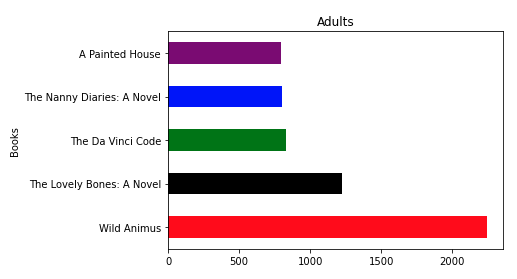 Adults
Books
A Painted House
The Nanny Diaries: A Novel
The Da Vinci Code
The Lovely Bones: A Novel
Wild Animus
0 500 1000 1500 2000